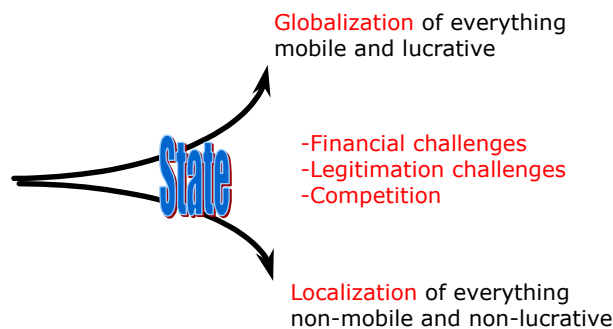 Globalization of everything
mobile and lucrative
State
-Financial challenges
-Legitimation challenges
-Competition
Localization of everything
non-mobile and non-lucrative